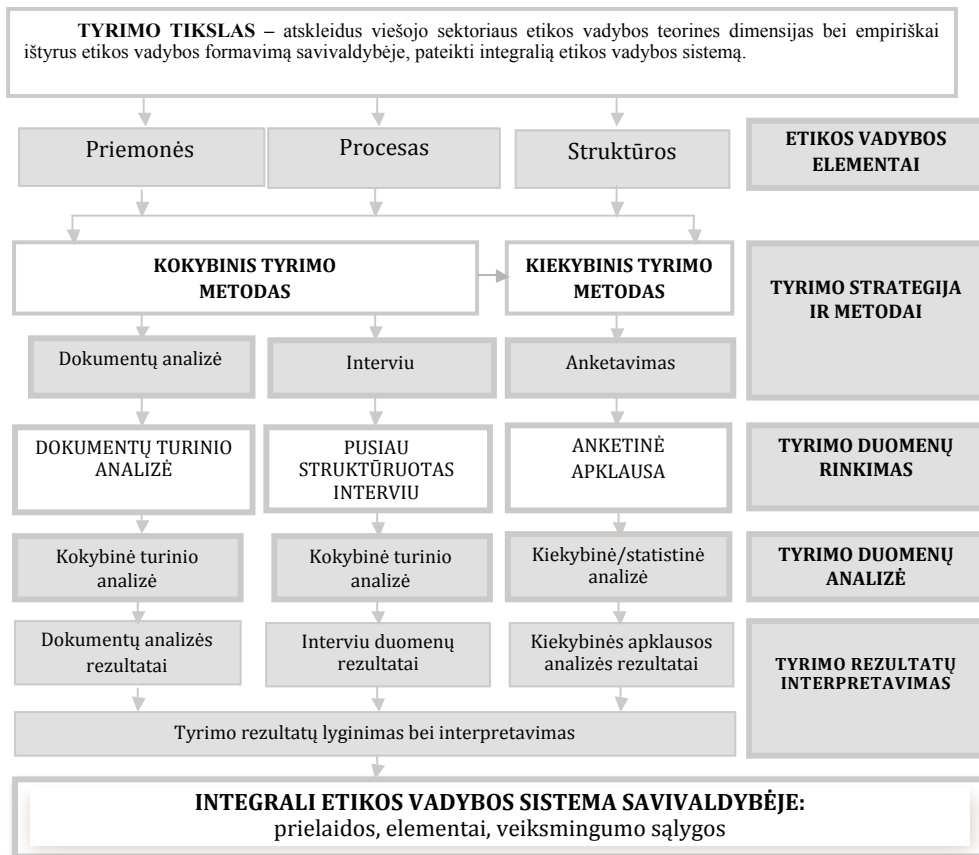 TYRIMO TIKSLAS – atskleidus viešojo sektoriaus etikos vadybos teorines dimensijas bei empiriškai
ištyrus etikos vadybos formavimą savivaldybėje, pateikti integralią etikos vadybos sistemą.
Priemonės
Procesas
Struktūros
ETIKOS VADYBOS
ELEMENTAI
KOKYBINIS TYRIMO
METODAS
KIEKYBINIS TYRIMO
METODAS
TYRIMO STRATEGIJA
IR METODAI
Dokumentų analizė
Interviu
Anketavimas
DOKUMENTŲ TURINIO
ANALIZĖ
PUSIAU
STRUKTŪRUOTAS
INTERVIU
ANKETINĖ
APKLAUSA
TYRIMO DUOMENŲ
RINKIMAS
Kokybinė turinio
analizė
Kokybinė turinio
analizė
Kiekybinė/statistinė
analizė
TYRIMO DUOMENŲ
ANALIZĖ
Dokumentų analizės
rezultatai
Interviu duomenų
rezultatai
Kiekybinės apklausos
analizės rezultatai
TYRIMO REZULTATŲ
INTERPRETAVIMAS
Tyrimo rezultatų lyginimas bei interpretavimas
INTEGRALI ETIKOS VADYBOS SISTEMA SAVIVALDYBĖJE:
prielaidos, elementai, veiksmingumo sąlygos